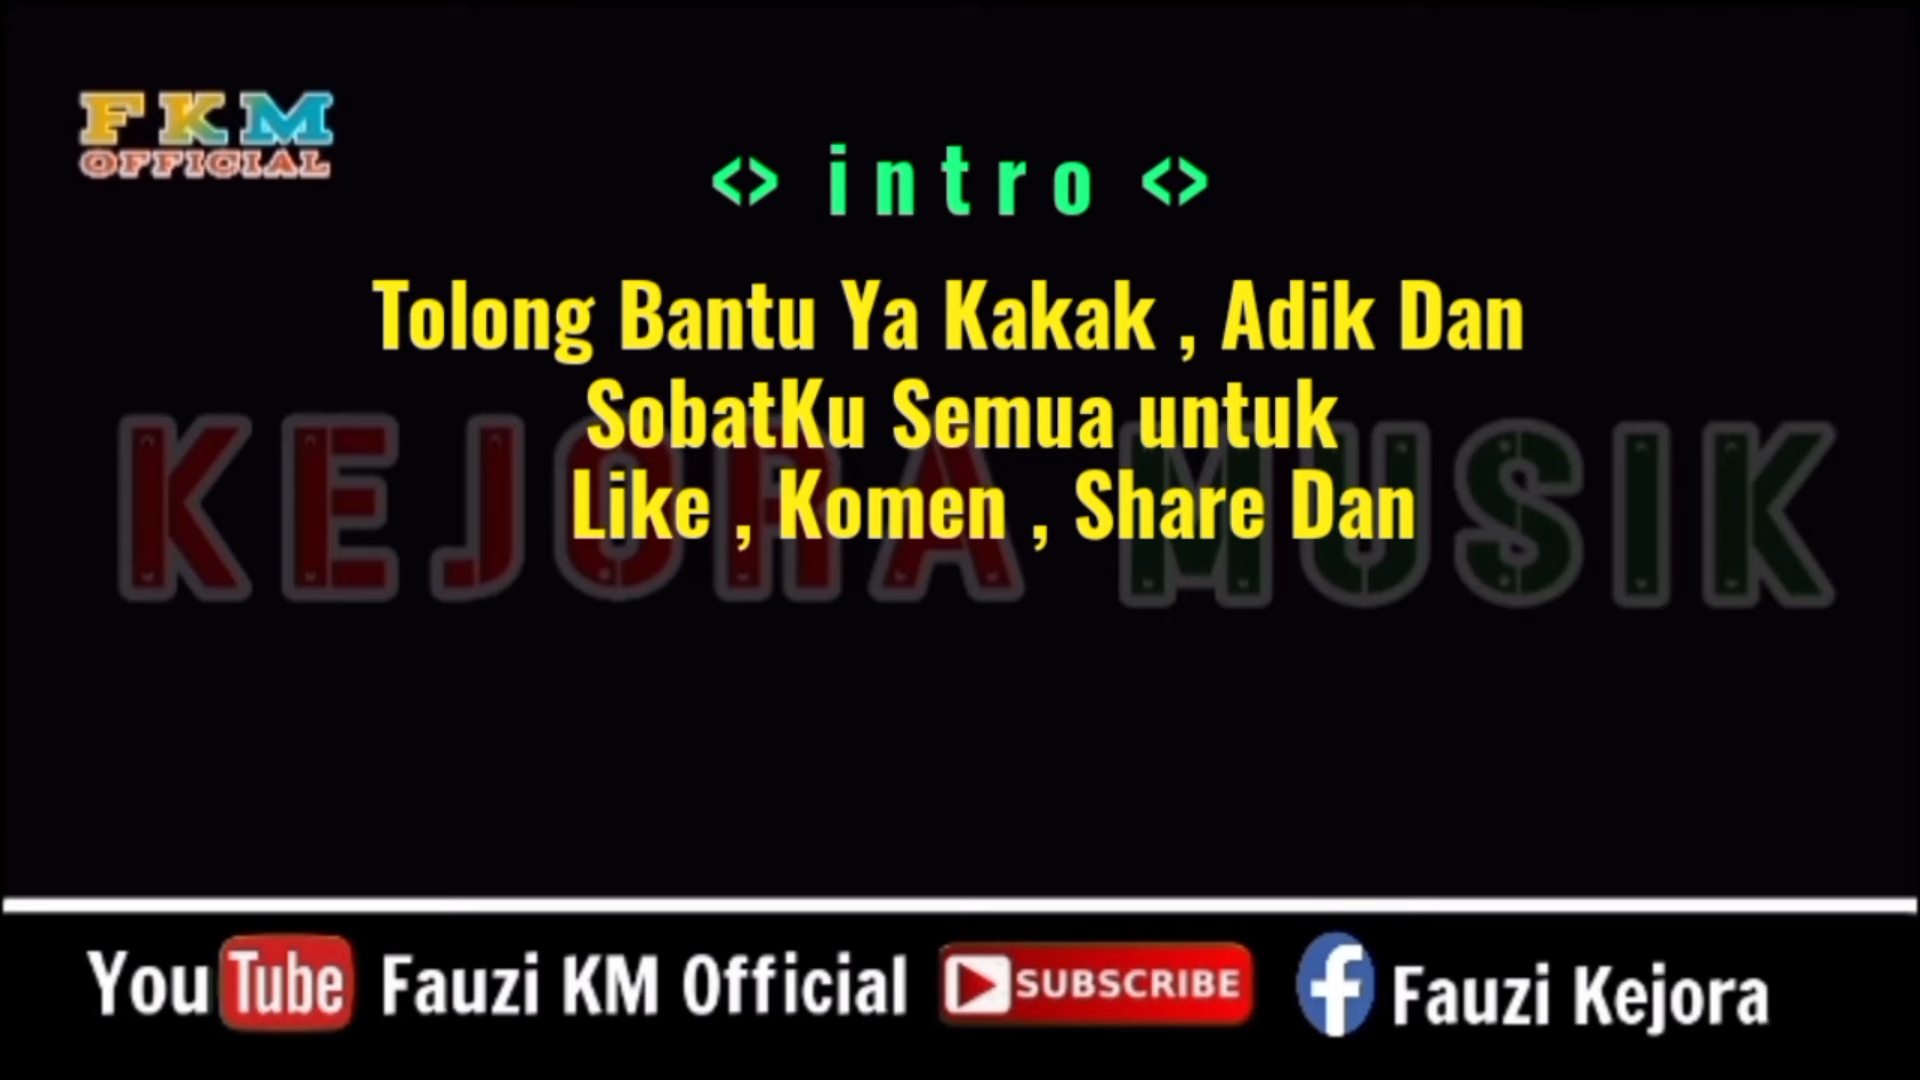 FKM
OFFICIAL
<> intro <>
Tolong Bantu Ya Kakak , Adik Dan
SobatKu Semua untuk
Like , Komen , Share Dan
KEJORA MUSIK
YouTube Fauzi KM Official SUBSCRIBE f Fauzi Kejora